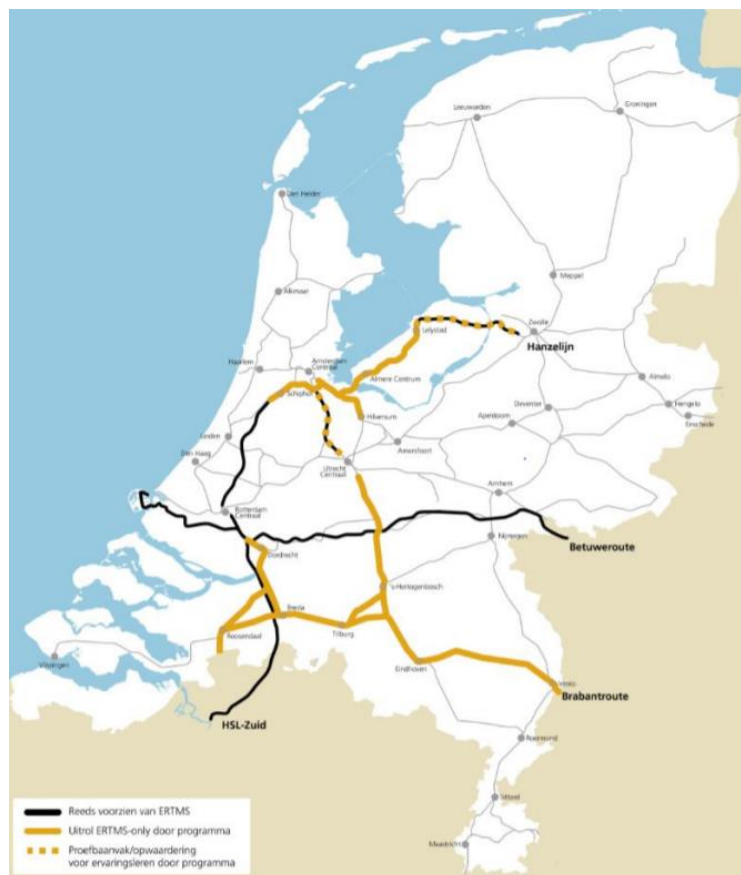 Leeuwarden
Groningen
Den Helder
Meppel
Alkmaar
Zwolle
Lelystad
Hanzelijn
Haarlem
Amsterdam
Centraal
Almere Centrum
Almelo
Schiphol
Hengelo
Deventer
Apeldoorn
Enschede
Hilversum
Leiden
Amersfoort
Den Haag
Utrecht
Centraal
Arnhem
Rotterdam
Centraal
Nijmegen
Betuweroute
Dordrecht
's-Hertogenbosch
Breda
Roosendaal
Tilburg
Vlissingen
Eindhoven
Venlo
Brabantroute
HSL-Zuid
Roermond
Sittard
Maastricht
Reeds voorzien van ERTMS
Uitrol ERTMS-only door programma
Proefbaanvak/opwaardering
voor ervaringsleren door programma